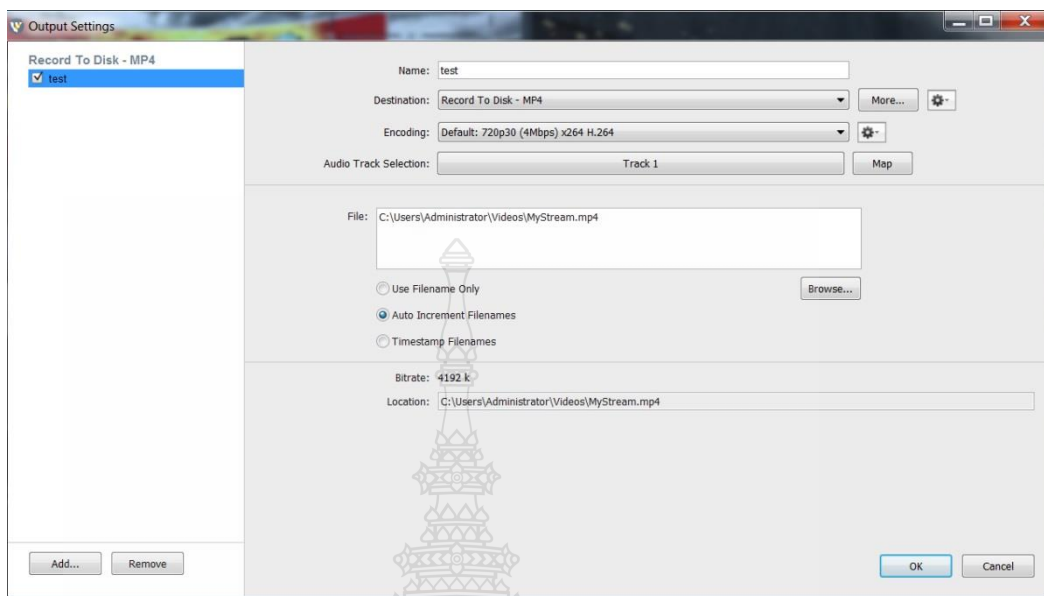 Output Settings
Record To Disk - MP4
test
Name: test
Destination: Record To Disk - MP4 More...
Encoding: Default: 720p30 (4Mbps) x264 H.264
Audio Track Selection: Track 1 Map
File: C:\Users\Administrator\Videos\MyStream.mp4
Use Filename Only Browse...
Auto Increment Filenames
Timestamp Filenames
Bitrate: 4192 k
Location: C:\Users\Administrator\Videos\MyStream.mp4
Add... Remove OK Cancel